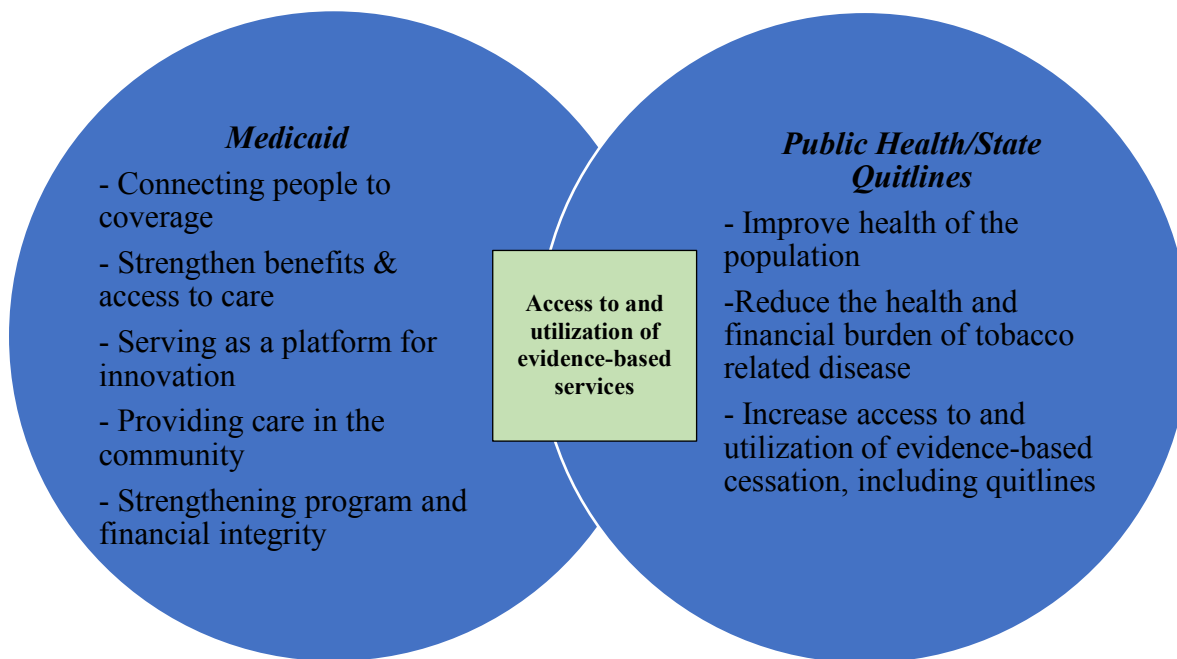 Medicaid
- Connecting people to
coverage
- Strengthen benefits &
access to care
- Serving as a platform for
innovation
- Providing care in the
community
- Strengthening program and
financial integrity
Access to and
utilization of
evidence-based
services
Public Health/State
Quitlines
- Improve health of the
population
-Reduce the health and
financial burden of tobacco
related disease
- Increase access to and
utilization of evidence-based
cessation, including quitlines